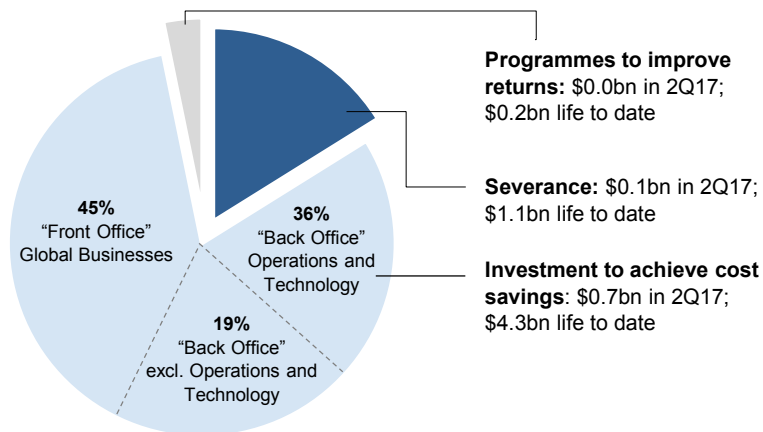 Programmes to improve
returns: $0.0bn in 2Q17;
$0.2bn life to date
Severance: $0.1bn in 2Q17;
$1.1bn life to date
Investment to achieve cost
savings: $0.7bn in 2Q17;
$4.3bn life to date
45%
“Front Office”
Global Businesses
36%
“Back Office”
Operations and
Technology
19%
“Back Office”
excl. Operations and
Technology